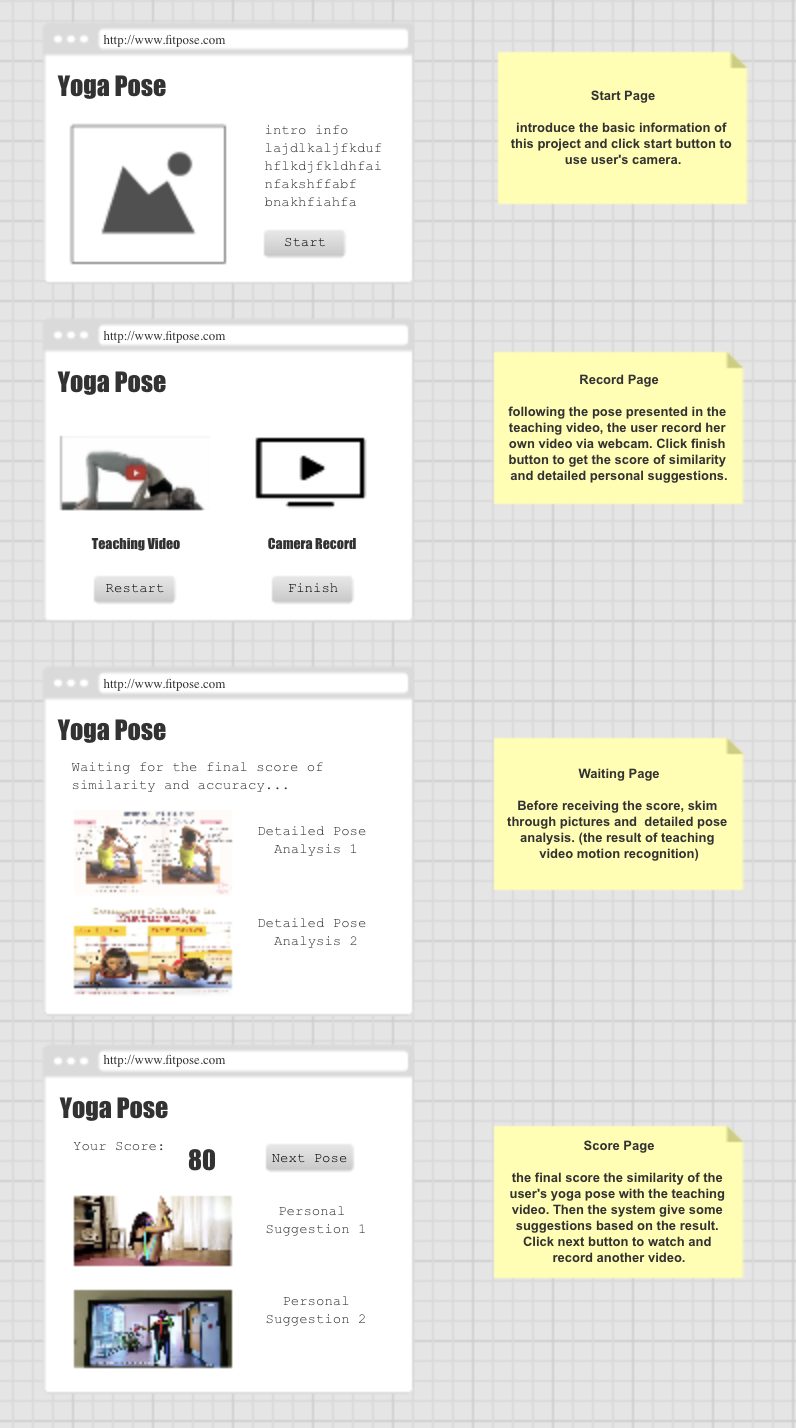 http://www.fitpose.com
Yoga Pose
intro info
lajdlkaljfkduf
hflkdjfkldhfai
nfakshffabf
bnakhfiahfa
Start
Start Page
introduce the basic information of
this project and click start button to
use user's camera.
http://www.fitpose.com
Yoga Pose
Teaching Video
Camera Record
Restart
Finish
Record Page
following the pose presented in the
teaching video, the user record her
own video via webcam. Click finish
button to get the score of similarity
and detailed personal suggestions.
http://www.fitpose.com
Yoga Pose
Waiting for the final score of
similarity and accuracy...
Detailed Pose
Analysis 1
Detailed Pose
Analysis 2
Waiting Page
Before receiving the score, skim
through pictures and detailed pose
analysis. (the result of teaching
video motion recognition)
http://www.fitpose.com
Yoga Pose
Your Score:
80
Next Pose
Personal
Suggestion 1
Personal
Suggestion 2
Score Page
the final score the similarity of the
user's yoga pose with the teaching
video. Then the system give some
suggestions based on the result.
Click next button to watch and
record another video.